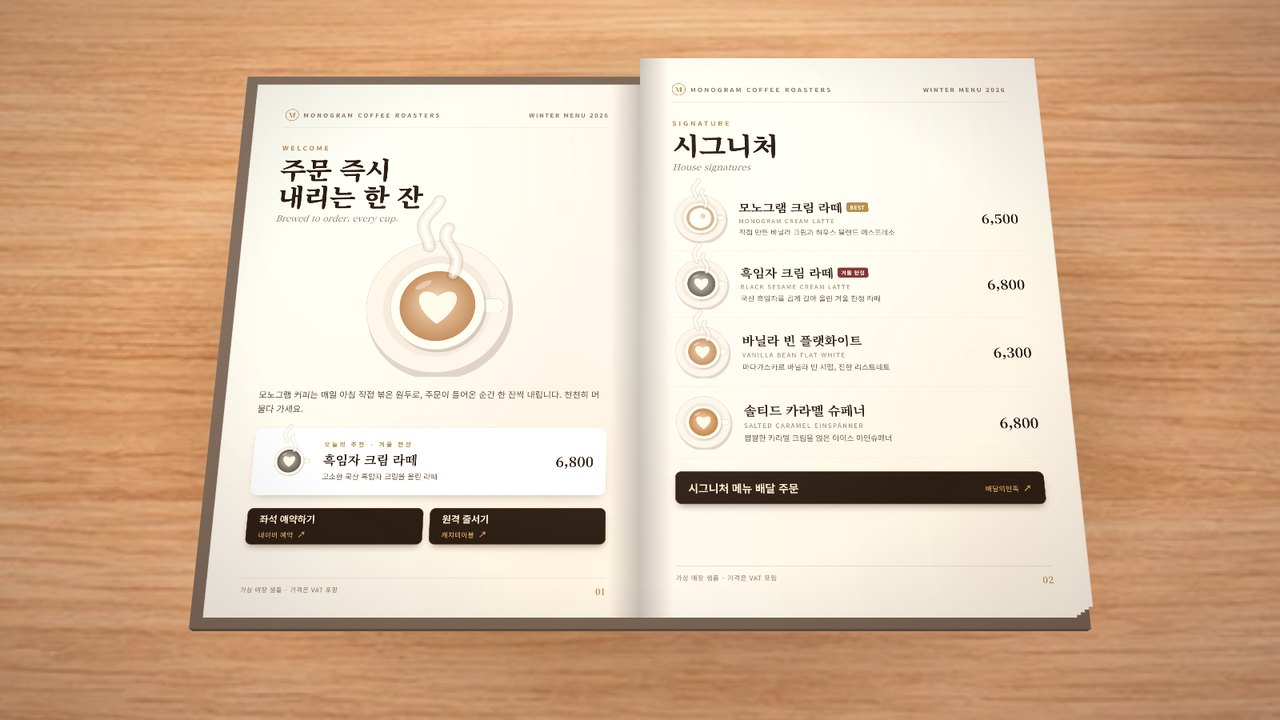 M MONOGRAM COFFEE ROASTERS
WINTER MENU 2026
WELCOME
주문 즉시
내리는 한 잔
Brewed to order, every cup.
모노그램 커피는 매일 아침 직접 볶은 원두로, 주문이 들어온 순간 한 잔씩 내립니다. 천천히 머
물다 가세요.
오늘의 추천 · 겨울 한정
흑임자 크림 라떼
고소한 국산 흑임자 크림을 올린 라떼
6,800
좌석 예약하기
네이버 예약 ↗
원격 줄서기
캐치테이블 ↗
가상 매장 샘플 · 가격은 VAT 포함
01
M MONOGRAM COFFEE ROASTERS
WINTER MENU 2026
SIGNATURE
시그니처
House signatures
모노그램 크림 라떼 BEST
MONOGRAM CREAM LATTE
직접 만든 바닐라 크림과 하우스 블렌드 에스프레소
6,500
흑임자 크림 라떼 겨울 한정
BLACK SESAME CREAM LATTE
국산 흑임자를 곱게 갈아 올린 겨울 한정 라떼
6,800
바닐라 빈 플랫화이트
VANILLA BEAN FLAT WHITE
마다가스카르 바닐라 빈 시럽, 진한 리스트레토
6,300
솔티드 카라멜 슈페너
SALTED CARAMEL EINSPÄNNER
짭짤한 카라멜 크림을 얹은 아이스 아인슈페너
6,800
시그니처 메뉴 배달 주문
배달의민족 ↗
가상 매장 샘플 · 가격은 VAT 포함
02